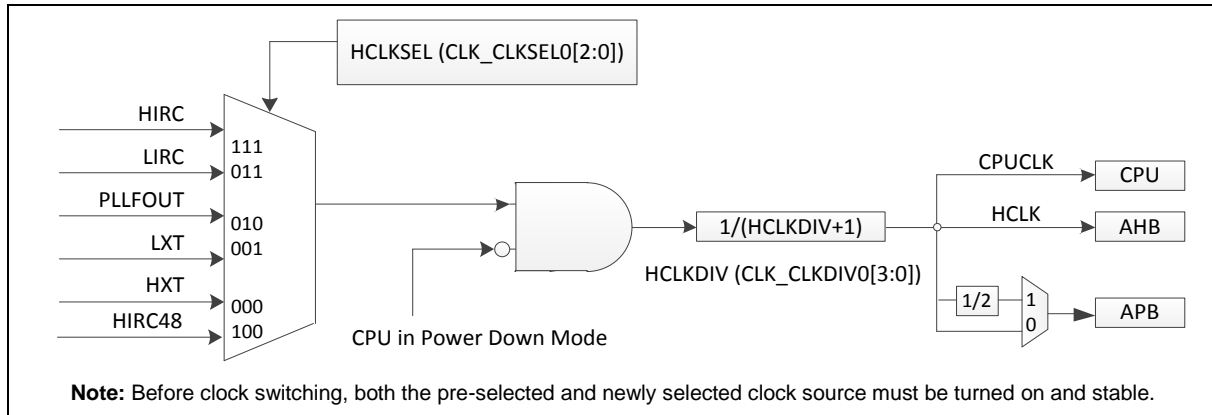 HCLKSEL (CLK_CLKSEL0[2:0])
HIRC
111
LIRC
011
PLLFOUT
010
LXT
001
HXT
000
HIRC48
100
CPU in Power Down Mode
1/(HCLKDIV+1)
HCLKDIV (CLK_CLKDIV0[3:0])
CPUCLK
CPU
HCLK
AHB
1/2
1
0
APB
Note: Before clock switching, both the pre-selected and newly selected clock source must be turned on and stable.